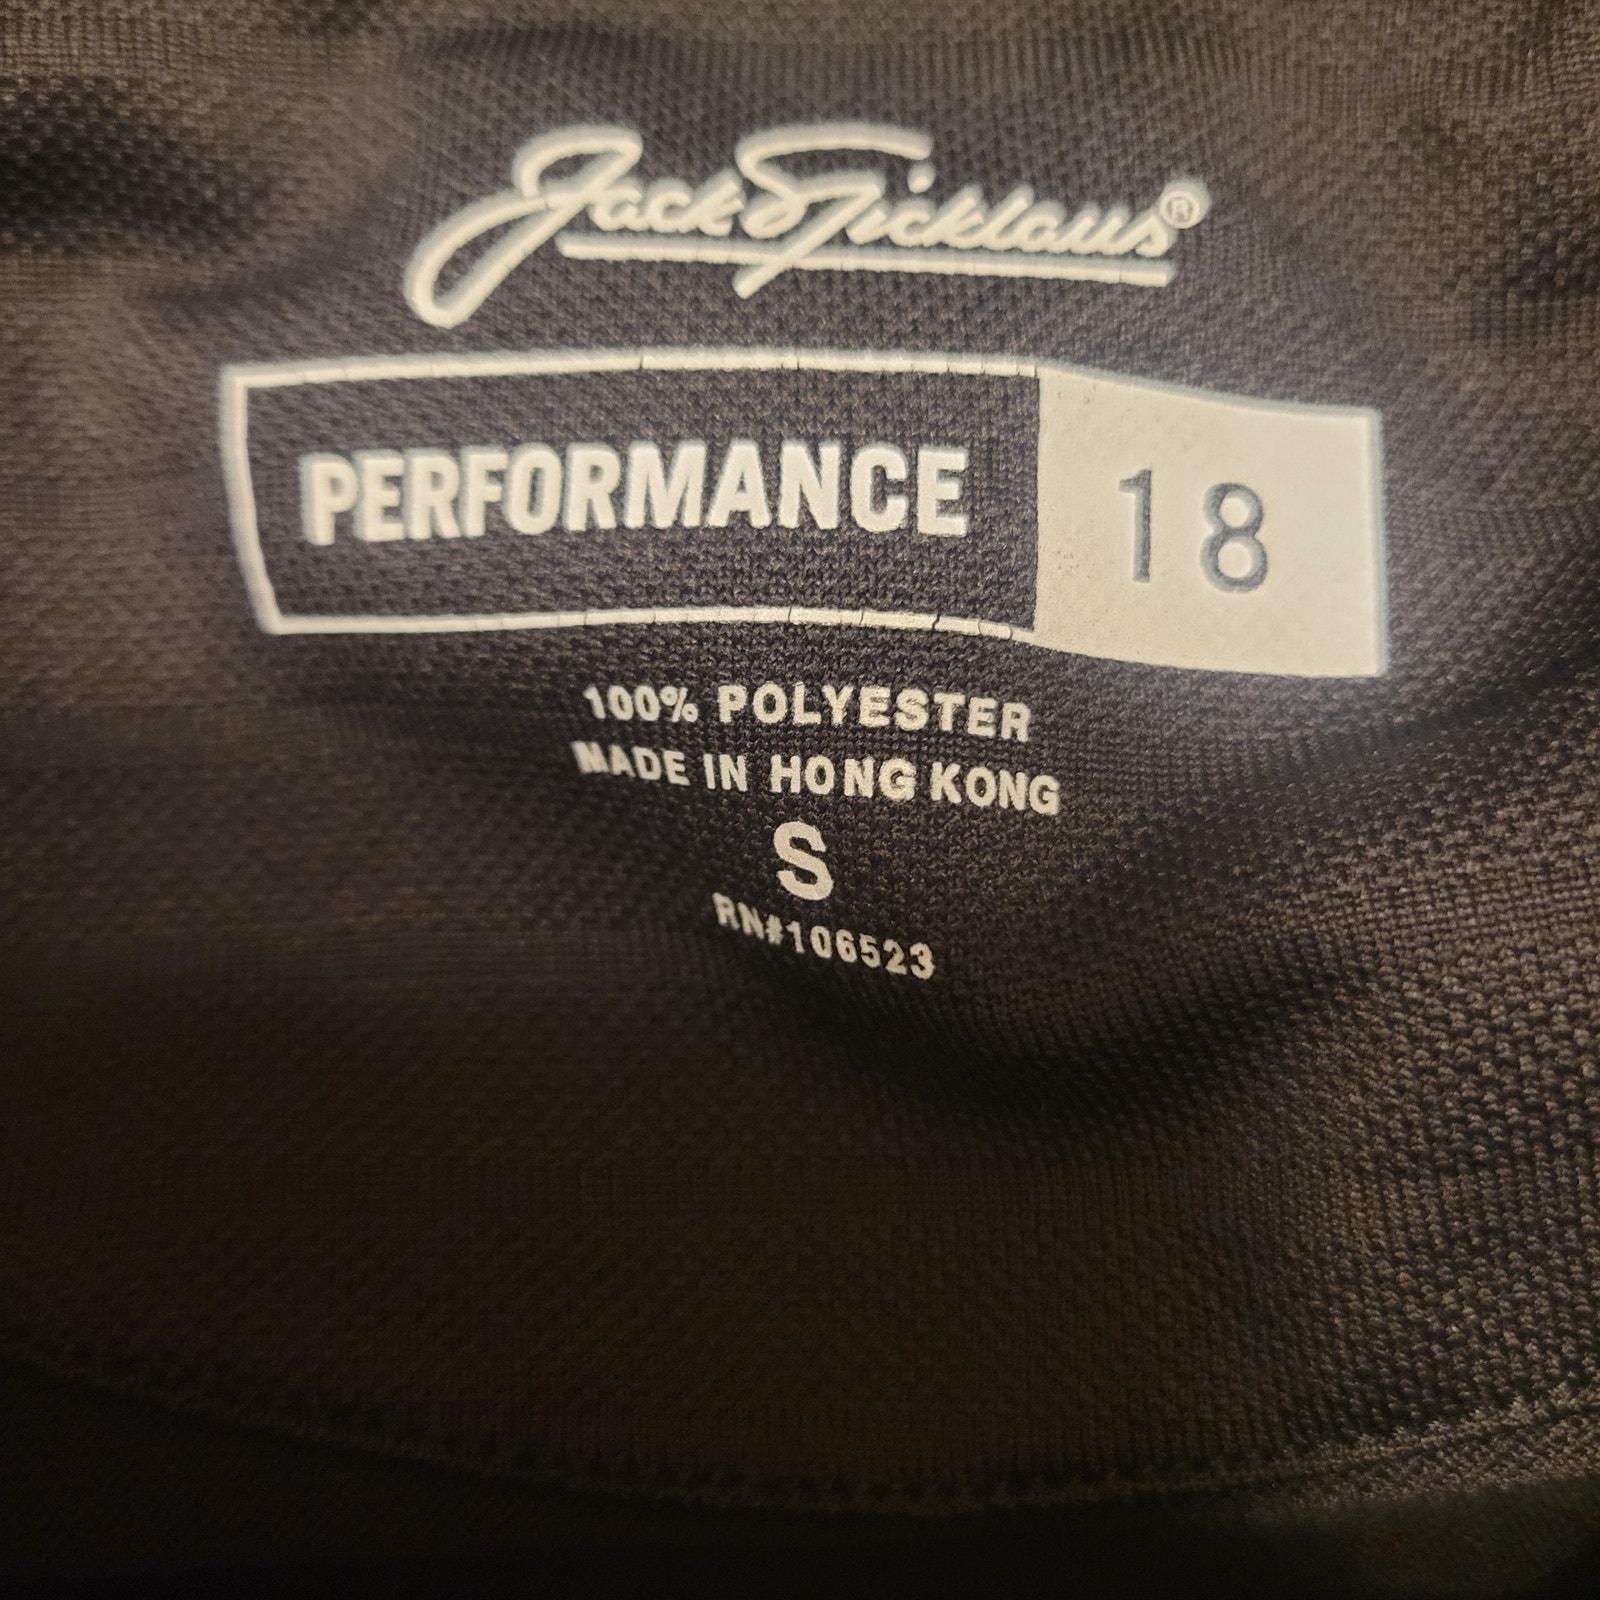 Jack Nicklaus®
PERFORMANCE 18
100% POLYESTER
MADE IN HONG KONG
S
RN#106523